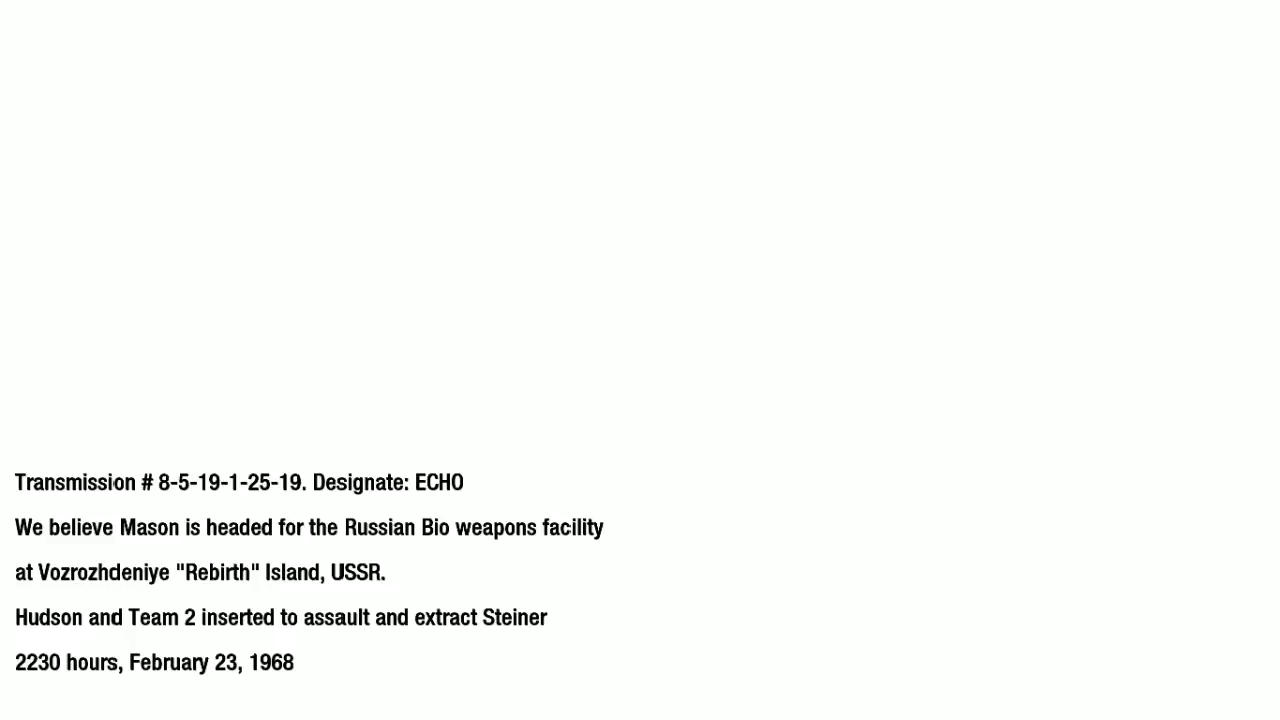 Transmission # 8-5-19-1-25-19. Designate: ECHO
We believe Mason is headed for the Russian Bio weapons facility
at Vozrozhdeniye "Rebirth" Island, USSR.
Hudson and Team 2 inserted to assault and extract Steiner
2230 hours, February 23, 1968